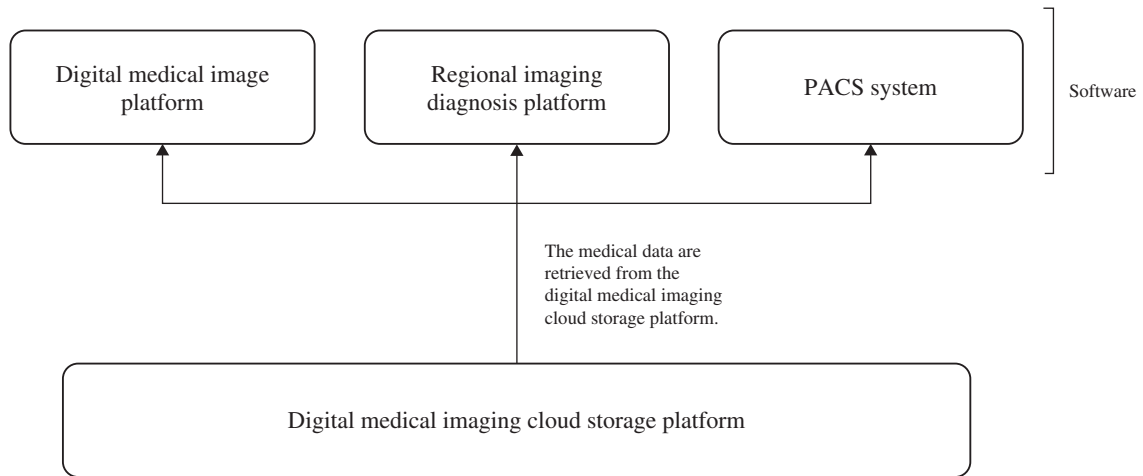 Digital medical image
platform
Regional imaging
diagnosis platform
PACS system
Software
The medical data are
retrieved from the
digital medical imaging
cloud storage platform.
Digital medical imaging cloud storage platform